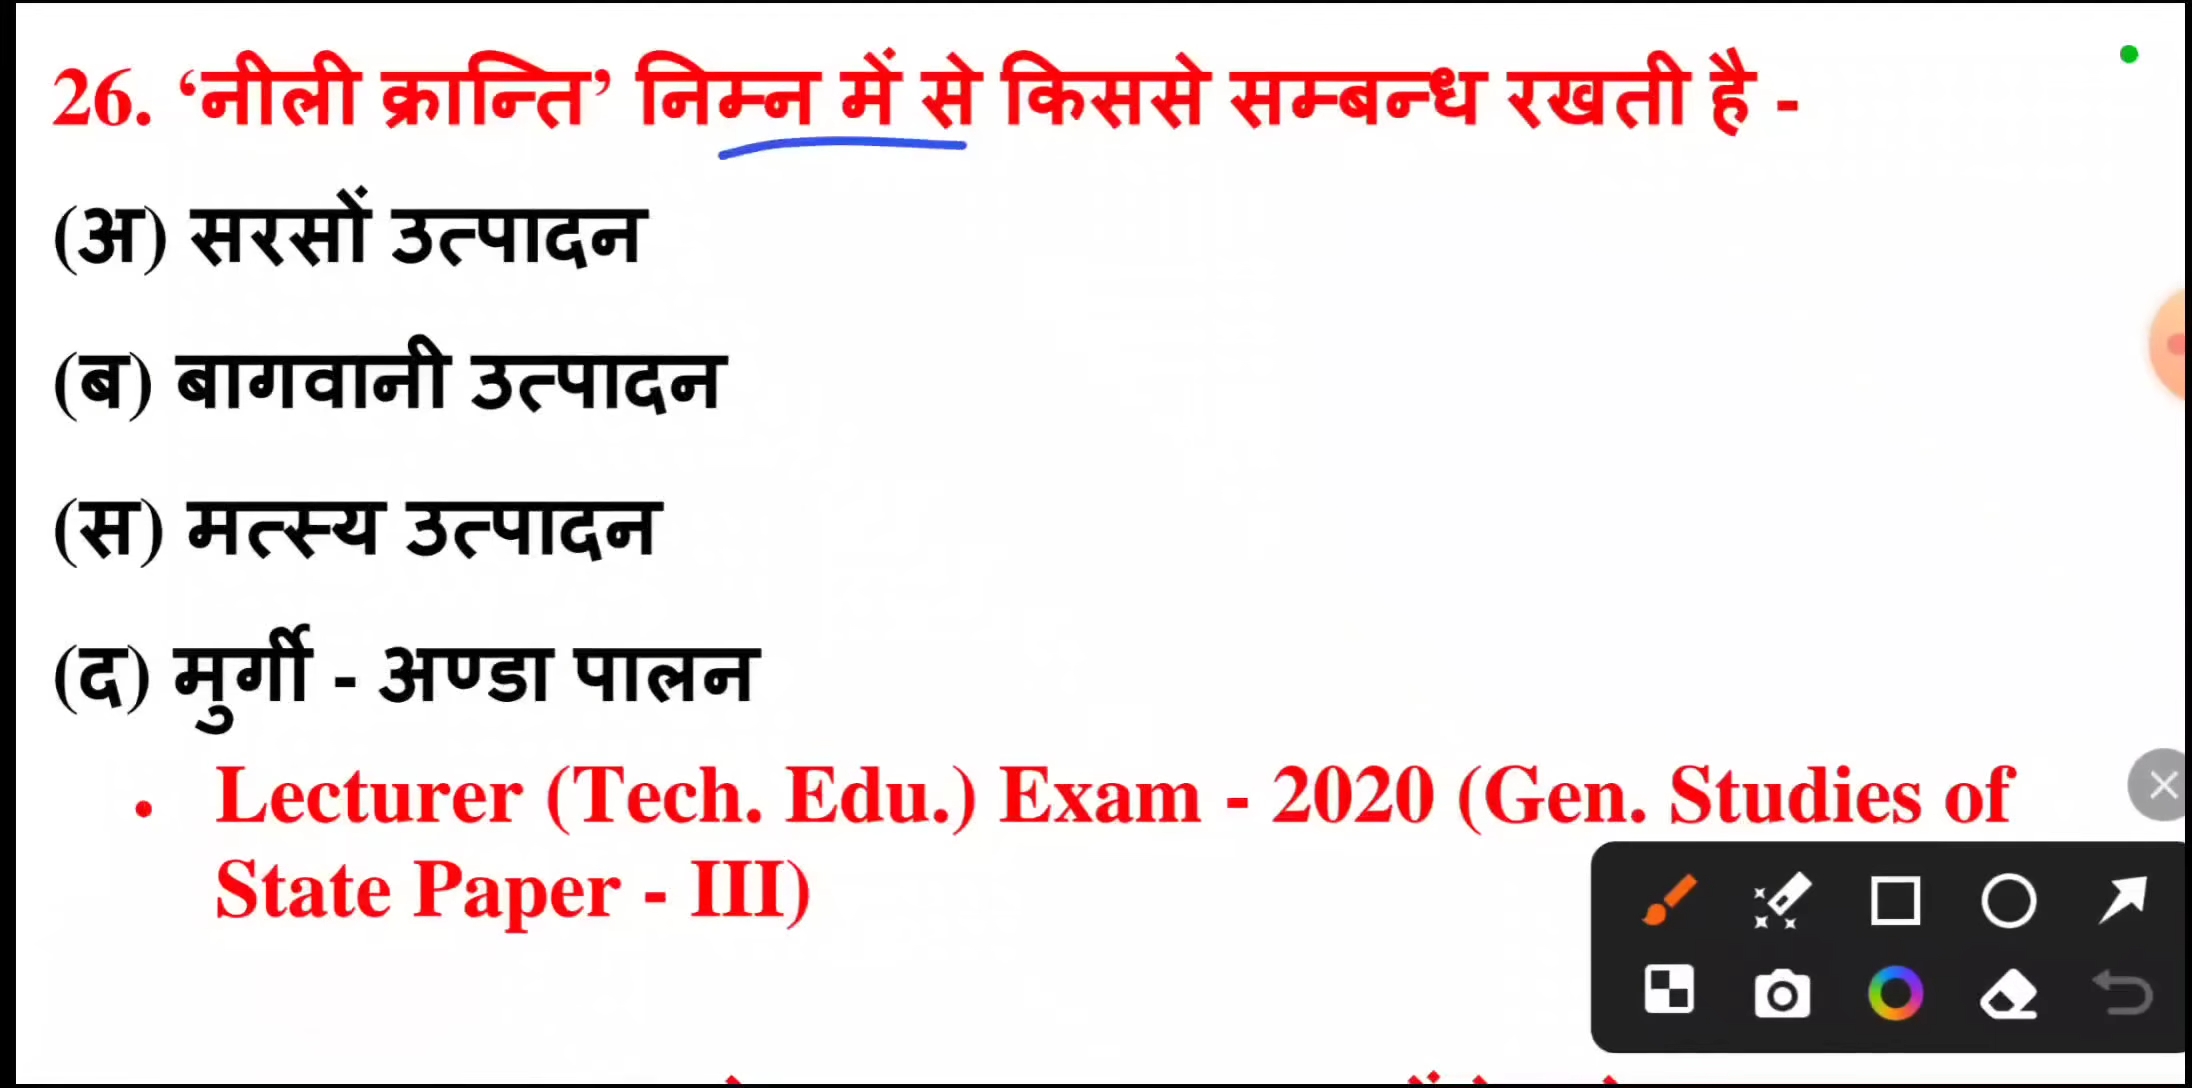 26. ‘नीली क्रान्ति’ निम्न में से किससे सम्बन्ध रखती है -
(अ) सरसों उत्पादन
(ब) बागवानी उत्पादन
(स) मत्स्य उत्पादन
(द) मुर्गी - अण्डा पालन
• Lecturer (Tech. Edu.) Exam - 2020 (Gen. Studies of
State Paper - III)